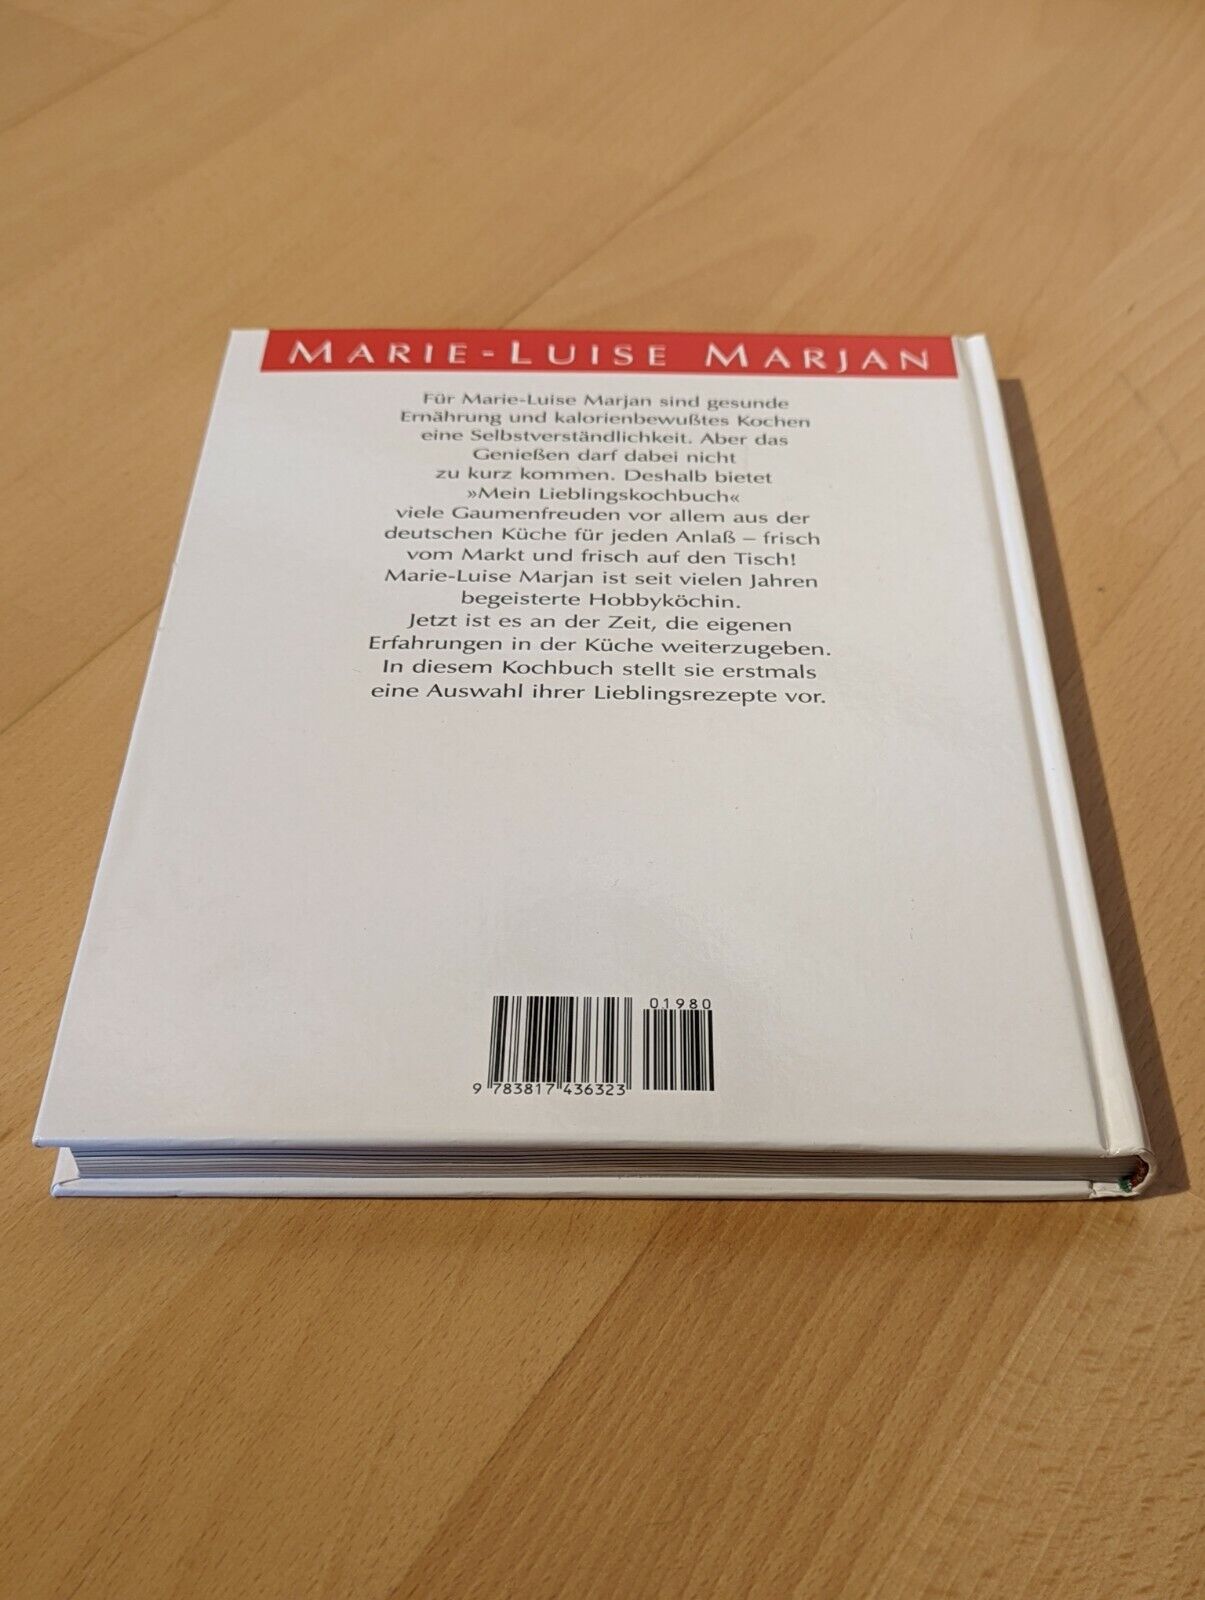 MARIE-LUISE MARJAN
Für Marie-Luise Marjan sind gesunde
Ernährung und kalorienbewußtes Kochen
eine Selbstverständlichkeit. Aber das
Genießen darf dabei nicht
zu kurz kommen. Deshalb bietet
»Mein Lieblingskochbuch«
viele Gaumenfreuden vor allem aus der
deutschen Küche für jeden Anlaß – frisch
vom Markt und frisch auf den Tisch!
Marie-Luise Marjan ist seit vielen Jahren
begeisterte Hobbyköchin.
Jetzt ist es an der Zeit, die eigenen
Erfahrungen in der Küche weiterzugeben.
In diesem Kochbuch stellt sie erstmals
eine Auswahl ihrer Lieblingsrezepte vor.
01980
9 783817 436323